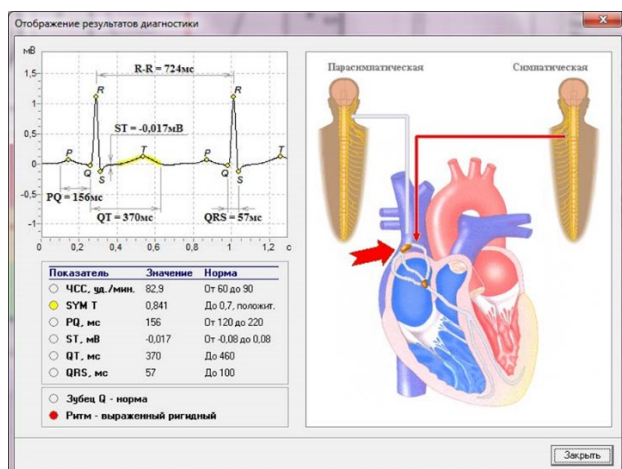 Отображение результатов диагностики
мВ
1,5
1
0,5
0
-0,5
-1
R-R = 724мс
R
R
ST = -0,017мВ
P
Q
S
T
P
Q
S
T
PQ = 156мс
QT = 370мс
QRS = 57мс
0 0,2 0,4 0,6 0,8 1 1,2 с
Показатель Значение Норма
ЧСС, уд./мин. 82,9 От 60 до 90
SYM T 0,841 До 0,7, положит.
PQ, мс 156 От 120 до 220
ST, мВ -0,017 От -0,08 до 0,08
QT, мс 370 До 460
QRS, мс 57 До 100
Зубец Q - норма
Ритм - выраженный ригидный
Парасимпатическая
Симпатическая
Закрыть